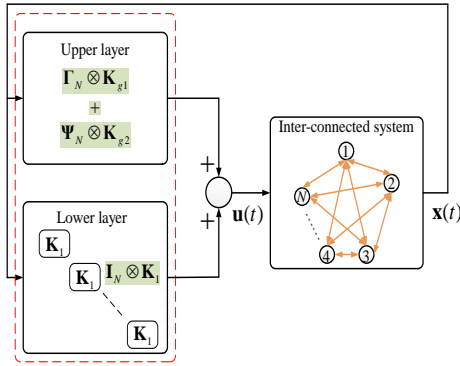 Upper layer
𝚪_N ⊗ 𝐊_g1
+
𝚿_N ⊗ 𝐊_g2
Lower layer
𝐊_1
𝐊_1
𝐈_N ⊗ 𝐊_1
𝐊_1
+
+
𝐮(t)
Inter-connected system
1
2
N
4
3
𝐱(t)